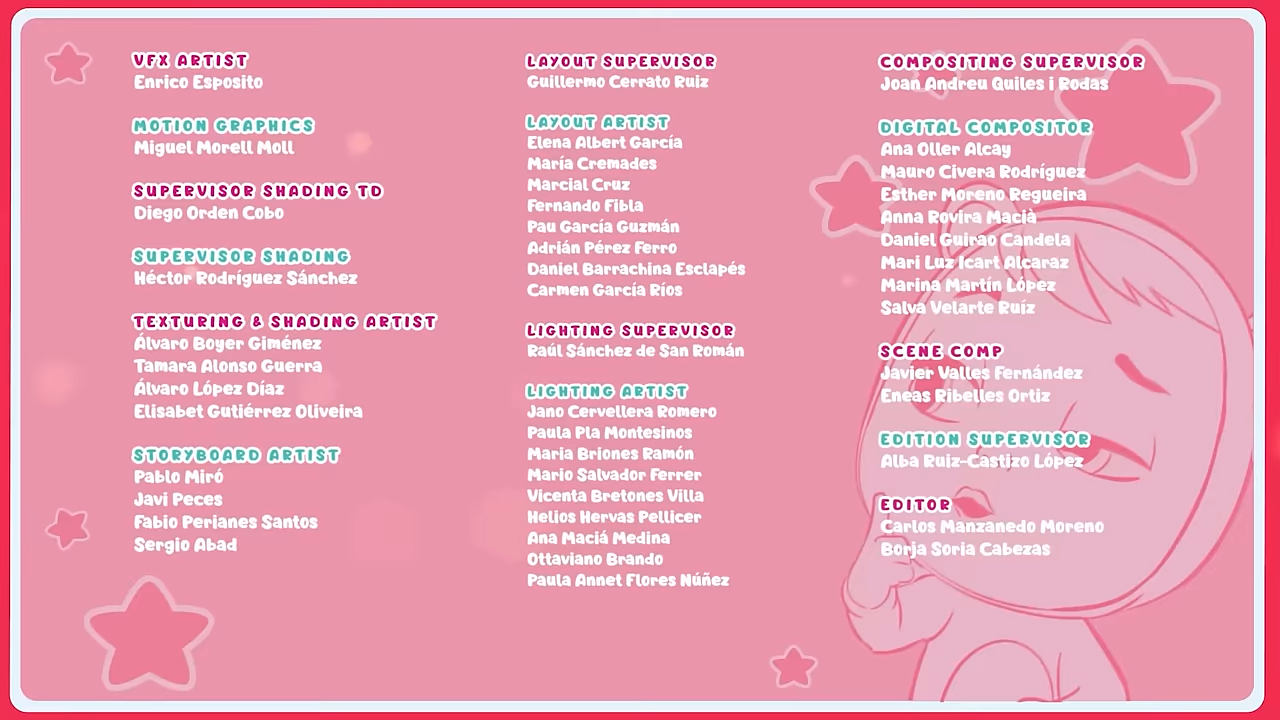 VFX ARTIST
Enrico Esposito
MOTION GRAPHICS
Miguel Morell Moll
SUPERVISOR SHADING TD
Diego Orden Cobo
SUPERVISOR SHADING
Héctor Rodríguez Sánchez
TEXTURING & SHADING ARTIST
Álvaro Boyer Giménez
Tamara Alonso Guerra
Álvaro López Díaz
Elisabet Gutiérrez Oliveira
STORYBOARD ARTIST
Pablo Miró
Javi Peces
Fabio Perianes Santos
Sergio Abad
LAYOUT SUPERVISOR
Guillermo Cerrato Ruiz
LAYOUT ARTIST
Elena Albert García
María Cremades
Marcial Cruz
Fernando Fibla
Pau García Guzmán
Adrián Pérez Ferro
Daniel Barrachina Esclapés
Carmen García Ríos
LIGHTING SUPERVISOR
Raúl Sánchez de San Román
LIGHTING ARTIST
Jano Cervellera Romero
Paula Pla Montesinos
Maria Briones Ramón
Mario Salvador Ferrer
Vicenta Bretones Villa
Helios Hervas Pellicer
Ana Maciá Medina
Ottaviano Brando
Paula Annet Flores Núñez
COMPOSITING SUPERVISOR
Joan Andreu Quiles i Rodas
DIGITAL COMPOSITOR
Ana Oller Alcay
Mauro Civera Rodríguez
Esther Moreno Regueira
Anna Rovira Macià
Daniel Guirao Candela
Mari Luz Icart Alcaraz
Marina Martín López
Salva Velarte Ruíz
SCENE COMP
Javier Valles Fernández
Eneas Ribelles Ortiz
EDITION SUPERVISOR
Alba Ruiz-Castizo López
EDITOR
Carlos Manzanedo Moreno
Borja Soria Cabezas